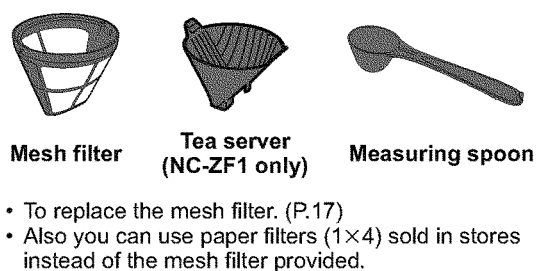 Mesh filter
Tea server
(NC-ZF1 only)
Measuring spoon
• To replace the mesh filter. (P.17)
• Also you can use paper filters (1×4) sold in stores
instead of the mesh filter provided.